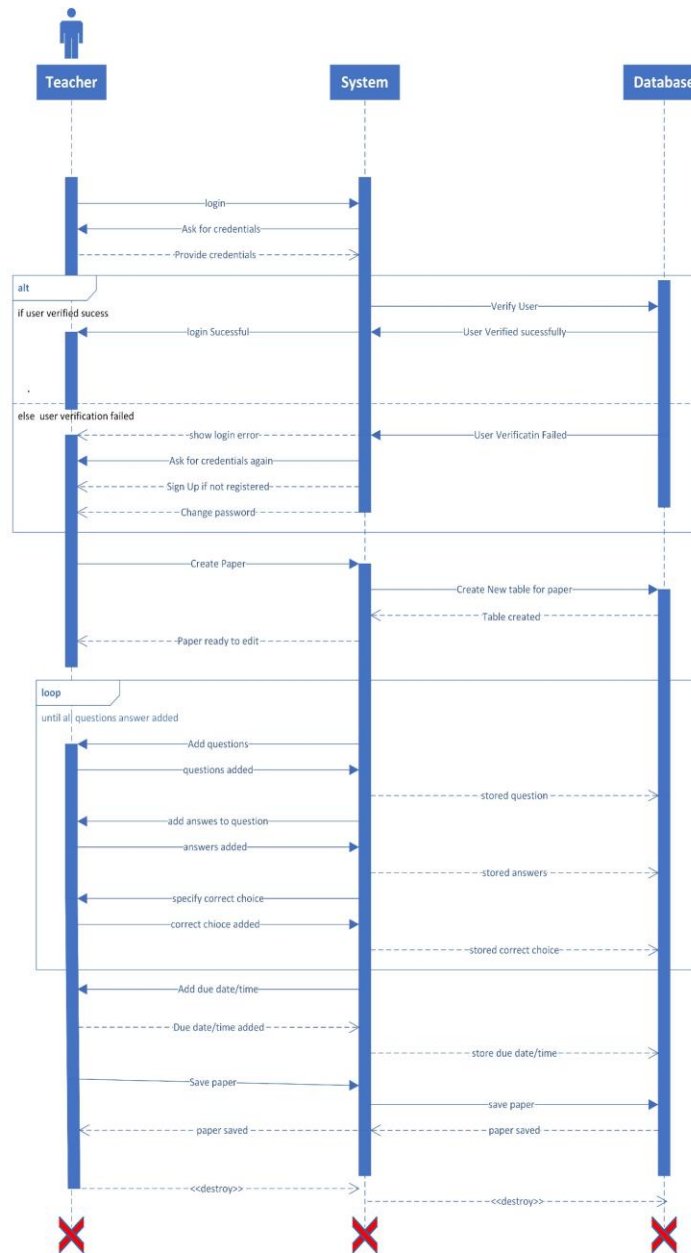 Teacher
System
Database
login
Ask for credentials
Provide credentials
alt
if user verified sucess
Verify User
login Sucessful
User Verified sucessfully
else user verification failed
show login error
User Verificatin Failed
Ask for credentials again
Sign Up if not registered
Change password
Create Paper
Create New table for paper
Table created
Paper ready to edit
loop
until all questions answer added
Add questions
questions added
stored question
add answes to question
answers added
stored answers
specify correct choice
correct chioce added
stored correct choice
Add due date/time
Due date/time added
store due date/time
Save paper
save paper
paper saved
paper saved
<<destroy>>
<<destroy>>